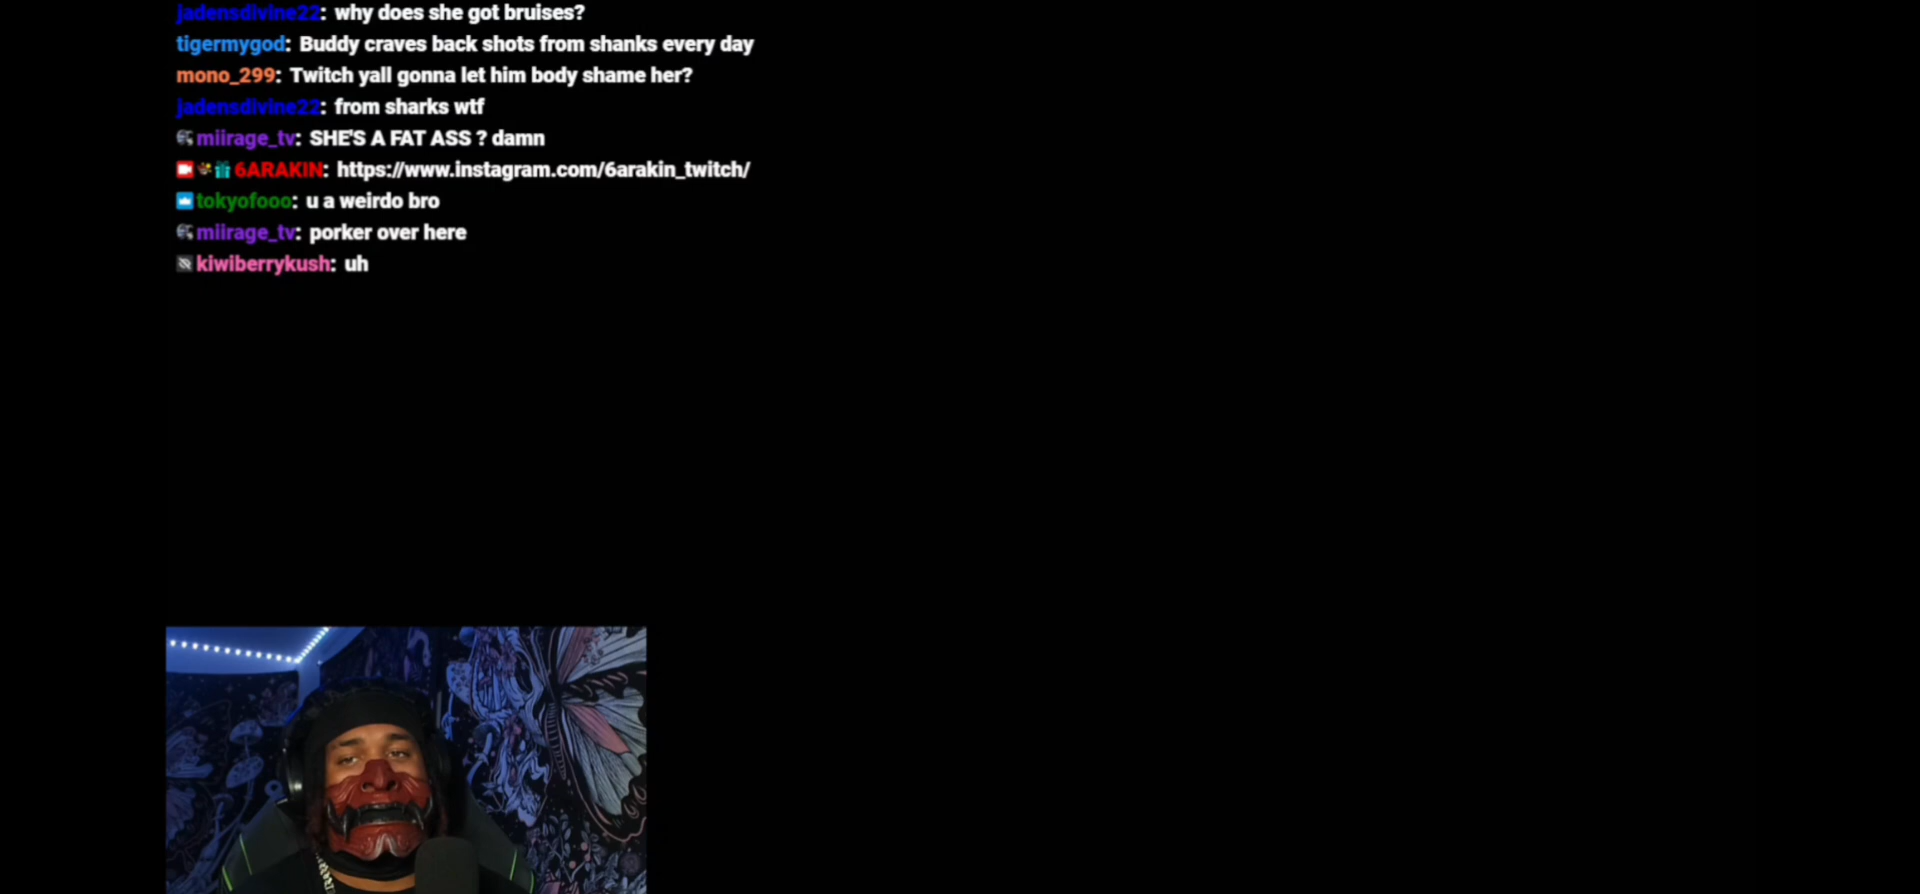 jadensdivine22: why does she got bruises?
tigermygod: Buddy craves back shots from shanks every day
mono_299: Twitch yall gonna let him body shame her?
jadensdivine22: from sharks wtf
miirage_tv: SHE'S A FAT ASS ? damn
6ARAKIN: https://www.instagram.com/6arakin_twitch/
tokyofooo: u a weirdo bro
miirage_tv: porker over here
kiwiberrykush: uh